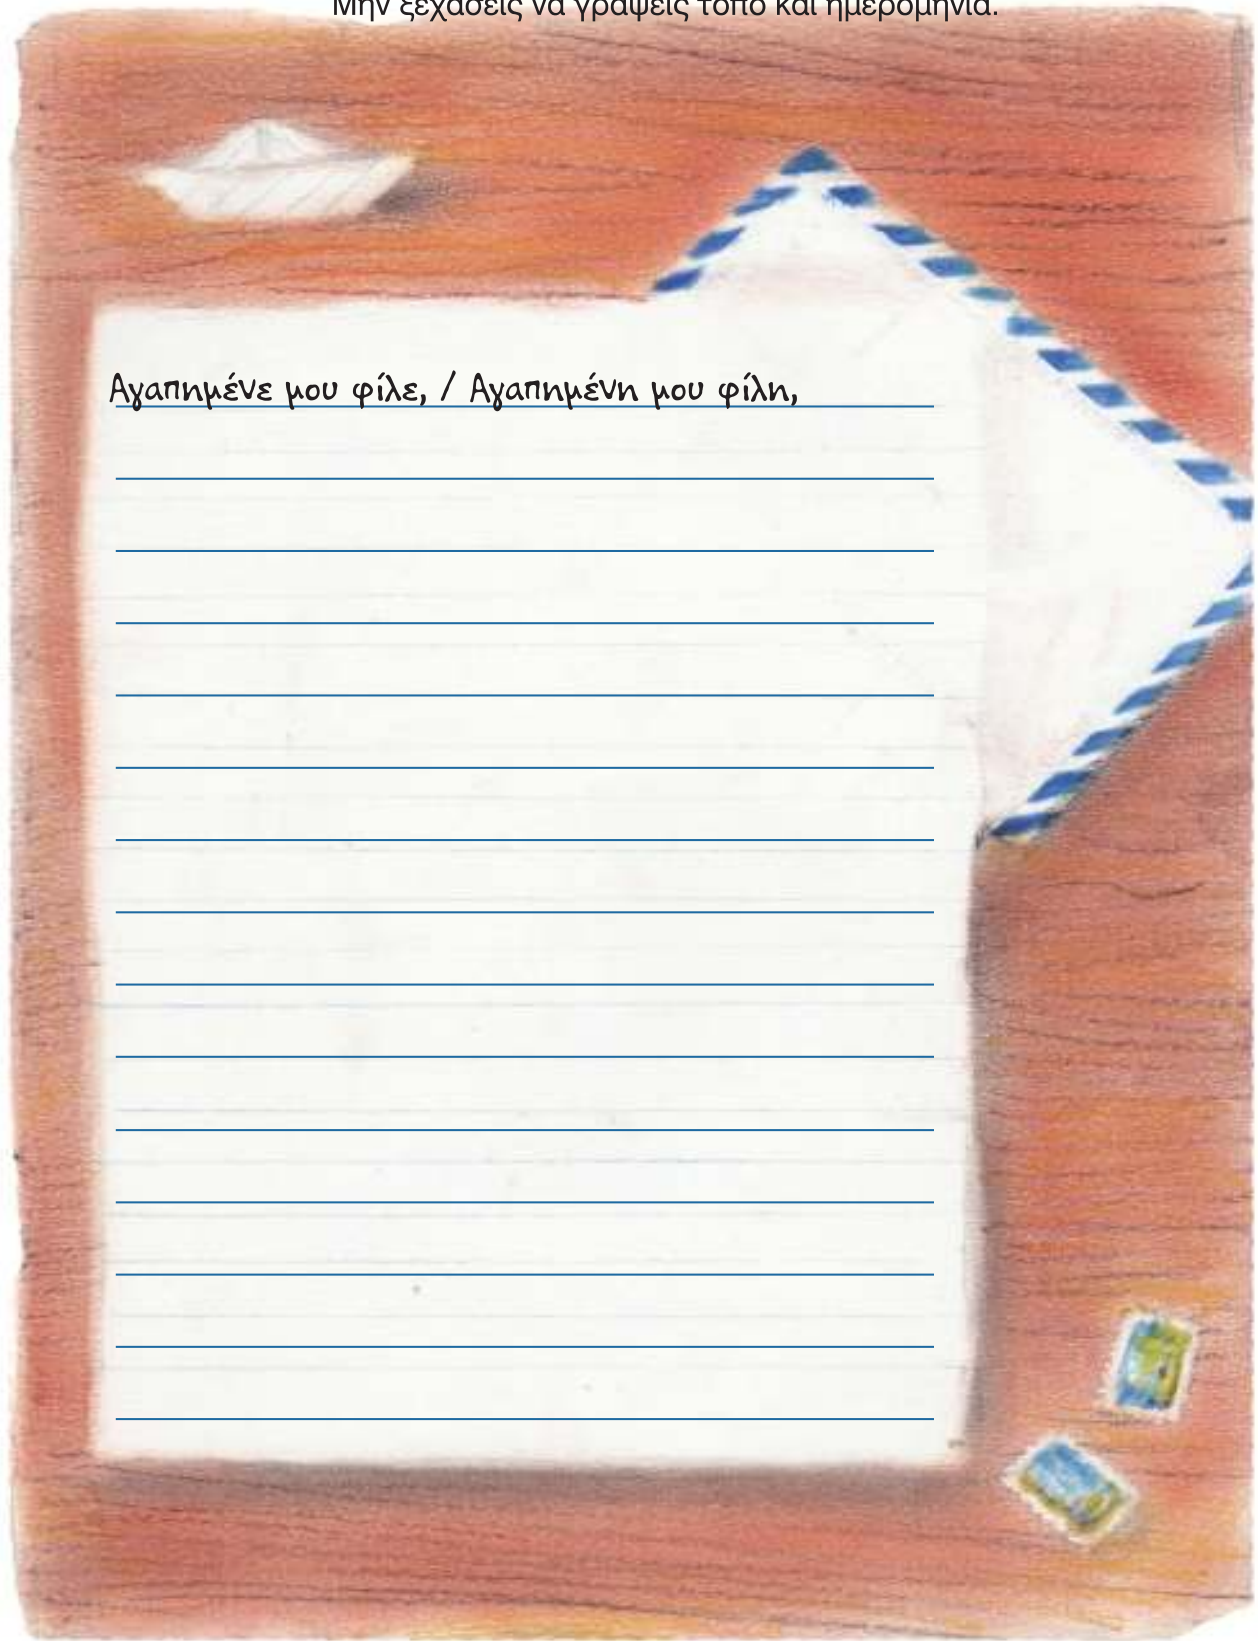 Μην ξεχάσεις να γράψεις τόπο και ημερομηνία.
Αγαπημένε μου φίλε, / Αγαπημένη μου φίλη,